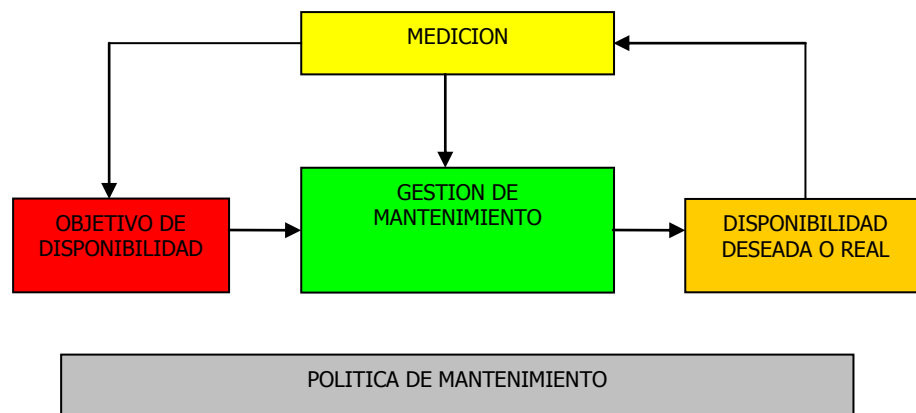 MEDICION
GESTION DE
MANTENIMIENTO
OBJETIVO DE
DISPONIBILIDAD
DISPONIBILIDAD
DESEADA O REAL
POLITICA DE MANTENIMIENTO